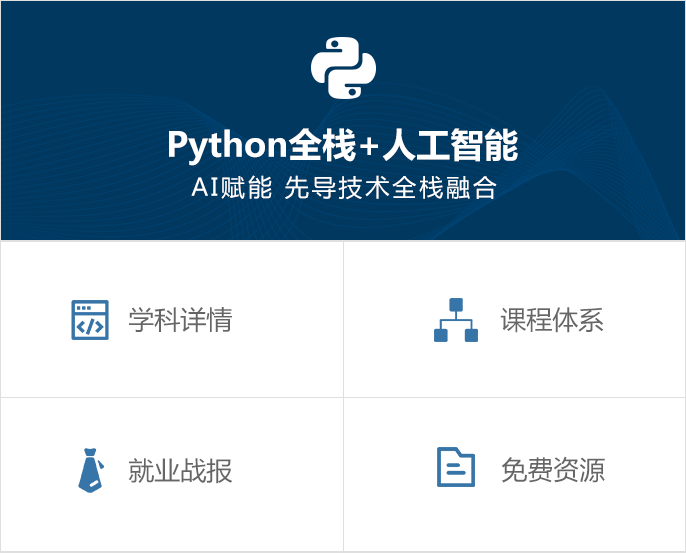 Python全栈+人工智能
AI赋能 先导技术全栈融合
学科详情
课程体系
就业战报
免费资源